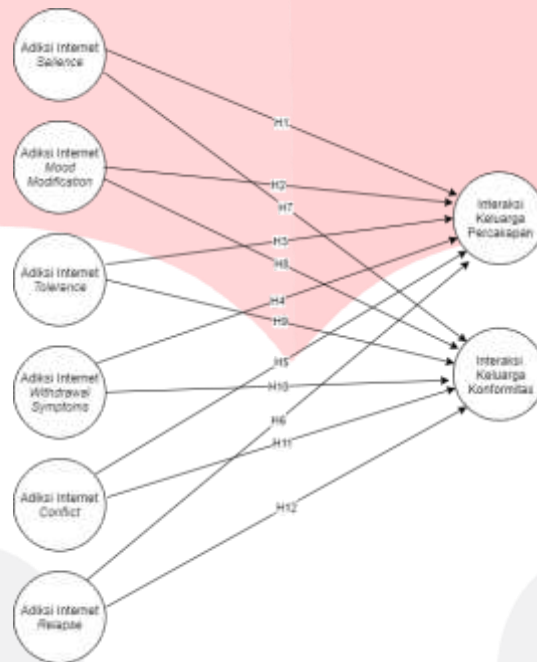 Adiksi Internet
Salience
H1
Adiksi Internet
Mood
Modification
H2
H7
Interaksi
Keluarga
Percakapan
H3
H8
Adiksi Internet
Tolerance
H4
H9
Adiksi Internet
Withdrawal
Symptoms
H5
H10
Interaksi
Keluarga
Konformitas
H6
H11
Adiksi Internet
Conflict
H12
Adiksi Internet
Relapse